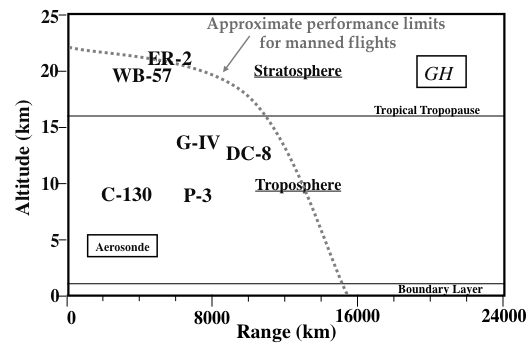 Approximate performance limits
for manned flights
25
20
15
10
5
0
Altitude (km)
ER-2
WB-57
Stratosphere
GH
Tropical Tropopause
G-IV
DC-8
Troposphere
C-130
P-3
Aerosonde
Boundary Layer
0
8000
16000
24000
Range (km)